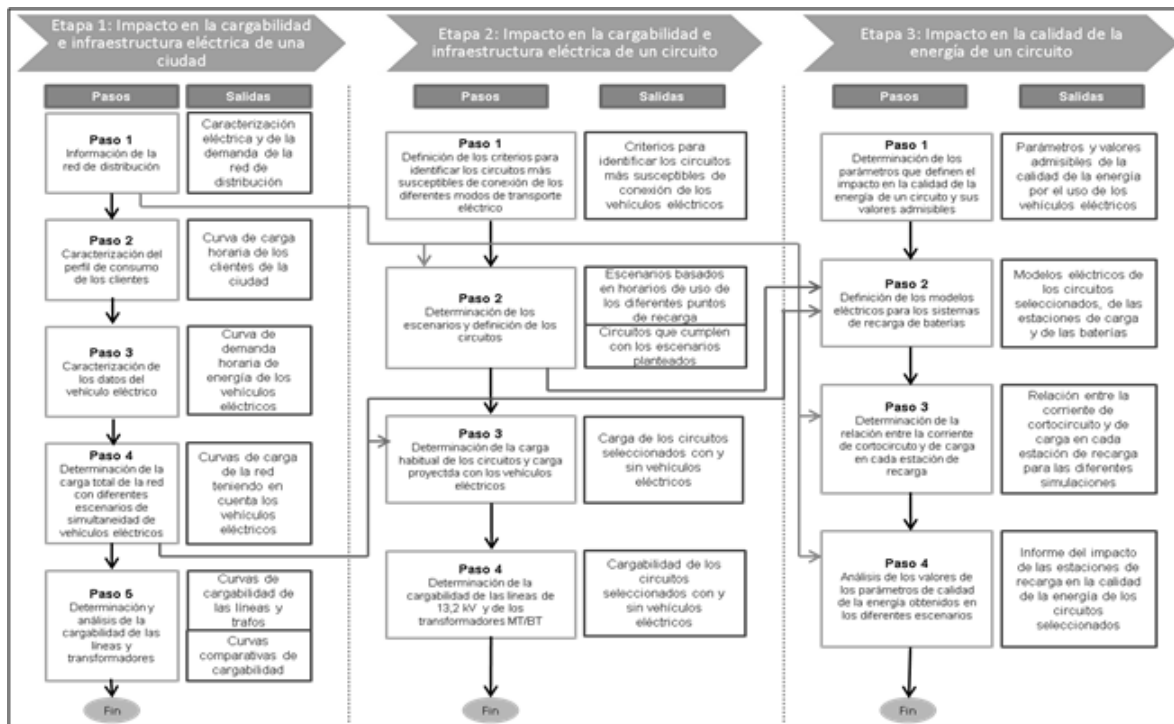 Etapa 1: Impacto en la cargabilidad
e infraestructura eléctrica de una
ciudad
Pasos
Salidas
Paso 1
Información de la
red de distribución
Caracterización
eléctrica y de la
demanda de la
red de
distribución
Paso 2
Caracterización del
perfil de consumo
de los clientes
Curva de carga
horaria de los
clientes de la
ciudad
Paso 3
Caracterización de
los datos del
vehículo eléctrico
Curva de
demanda
horaria de
energía de los
vehículos
eléctricos
Paso 4
Determinación de la
carga total de la red
con diferentes
escenarios de
simultaneidad de
vehículos eléctricos
Curvas de carga
de la red
teniendo en
cuenta los
vehículos
eléctricos
Paso 5
Determinación y
análisis de la
cargabilidad de las
líneas y
transformadores
Curvas de
cargabilidad de
las líneas y
trafos
Curvas
comparativas de
cargabilidad
Fin
Etapa 2: Impacto en la cargabilidad e
infraestructura eléctrica de un circuito
Pasos
Salidas
Paso 1
Definición de los criterios para
identificar los circuitos más
susceptibles de conexión de los
diferentes modos de transporte
eléctrico
Criterios para
identificar los circuitos
más susceptibles de
conexión de los
vehículos eléctricos
Paso 2
Determinación de los
escenarios y definición de los
circuitos
Escenarios basados
en horarios de uso de
los diferentes puntos
de recarga
Circuitos que cumplen
con los escenarios
planteados
Paso 3
Determinación de la carga
habitual de los circuitos y carga
proyectda con los vehículos
eléctricos
Carga de los circuitos
seleccionados con y
sin vehículos
eléctricos
Paso 4
Determinación de la
cargabilidad de las líneas de
13,2 kV y de los
transformadores MT/BT
Cargabilidad de los
circuitos
seleccionados con y
sin vehículos
eléctricos
Fin
Etapa 3: Impacto en la calidad de la
energía de un circuito
Pasos
Salidas
Paso 1
Determinación de los
parámetros que definen el
impacto en la calidad de la
energía de un circuito y sus
valores admisibles
Parámetros y valores
admisibles de la
calidad de la energía
por el uso de los
vehículos eléctricos
Paso 2
Definición de los modelos
eléctricos para los sistemas
de recarga de baterías
Modelos eléctricos de
los circuitos
seleccionados, de las
estaciones de carga
y de las baterías
Paso 3
Determinación de la
relación entre la corriente
de cortocircuto y de carga
en cada estación de
recarga
Relación entre la
corriente de
cortocircuito y de
carga en cada
estación de recarga
para las diferentes
simulaciones
Paso 4
Análisis de los valores de
los parámetros de calidad
de la energía obtenidos en
los diferentes escenarios
Informe del impacto
de las estaciones de
recarga en la calidad
de la energía de los
circuitos
seleccionados
Fin